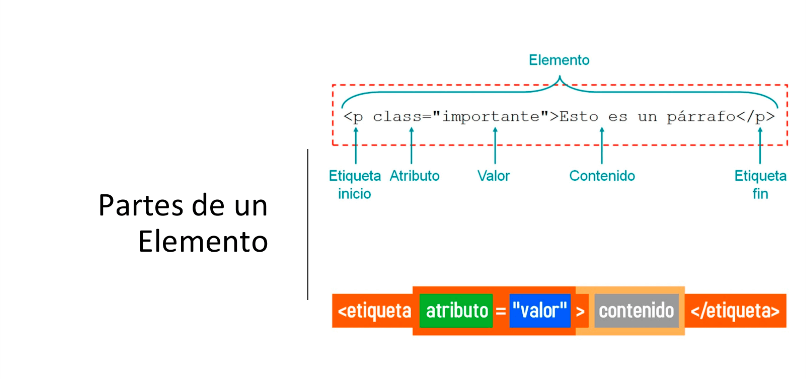 Elemento
<p class="importante">Esto es un párrafo</p>
Etiqueta inicio Atributo Valor Contenido Etiqueta fin
Partes de un
Elemento
<etiqueta atributo = "valor" > contenido </etiqueta>